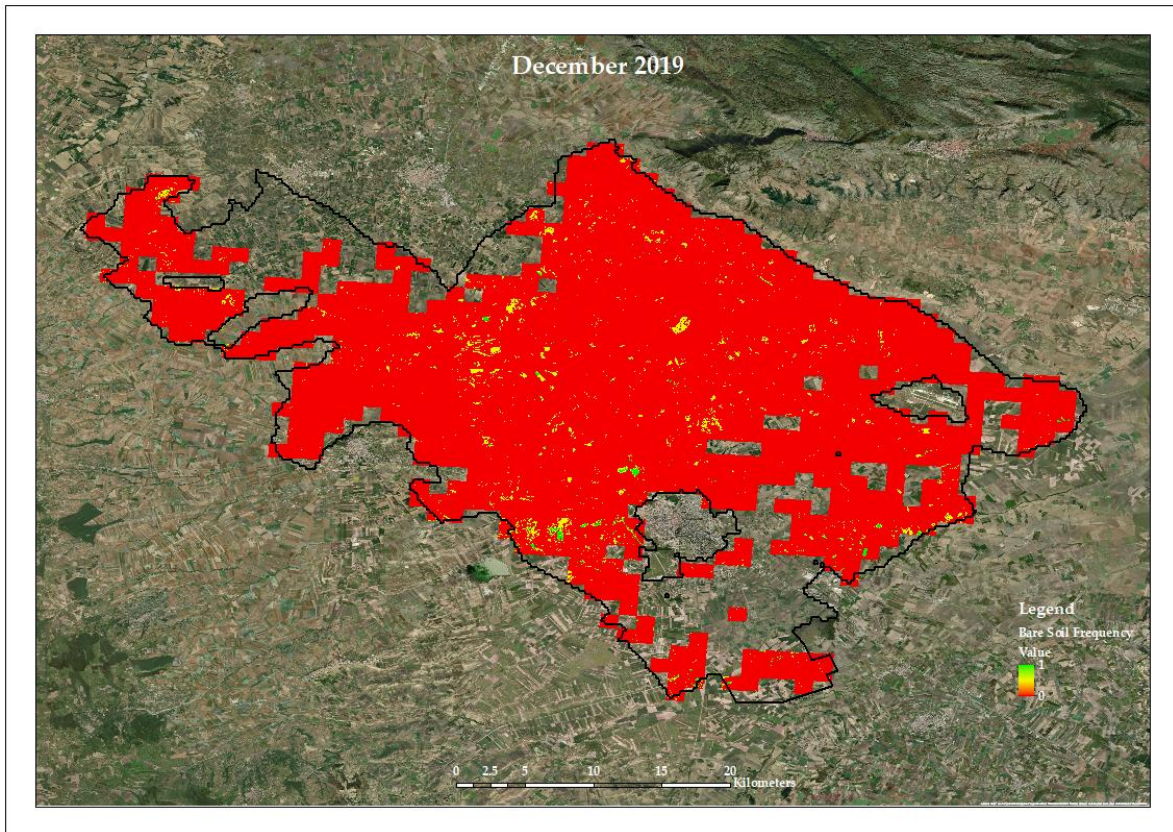 December 2019
Legend
Bare Soil Frequency
Value
1
0
0 2.5 5 10 15 20
Kilometers